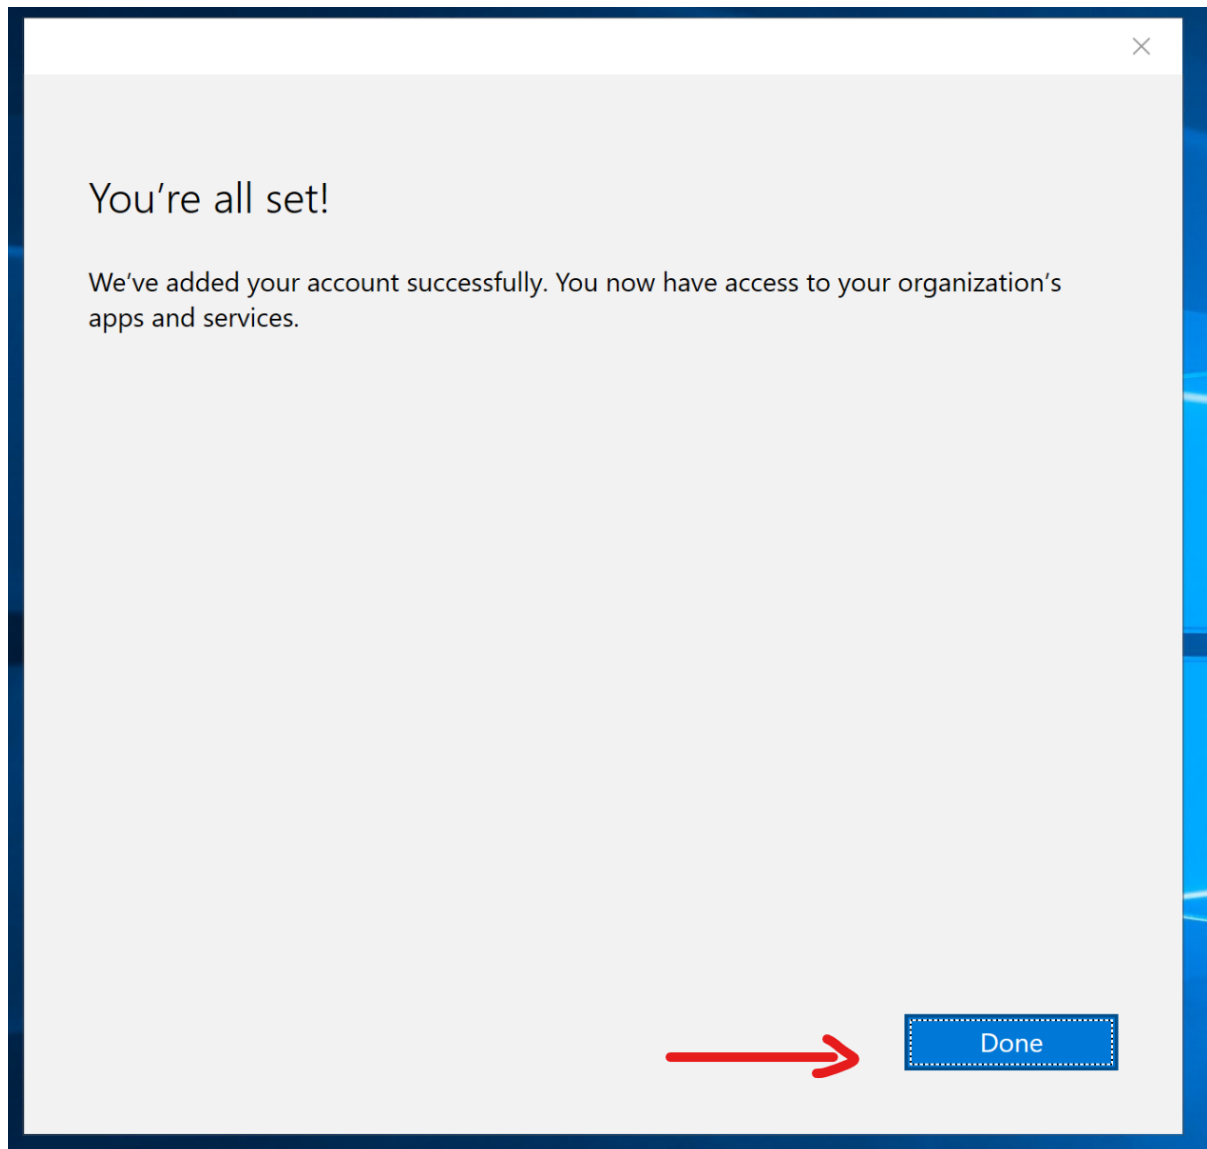 You’re all set!
We’ve added your account successfully. You now have access to your organization’s
apps and services.
Done